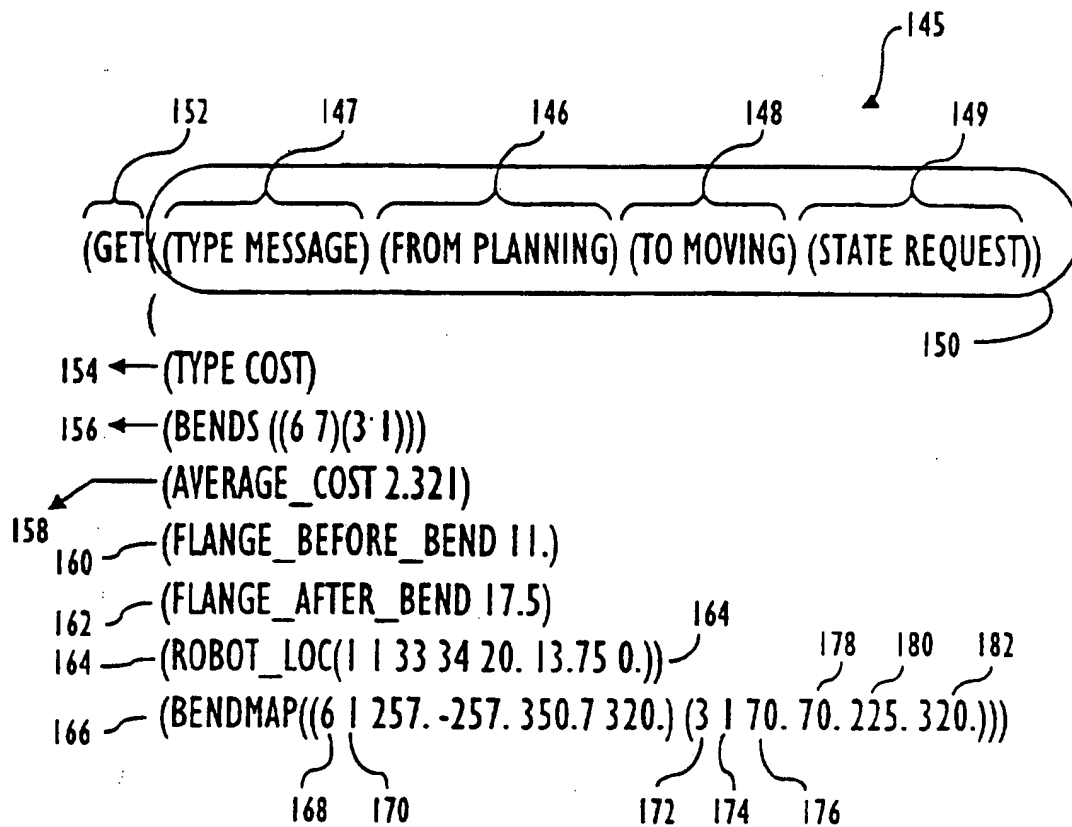 145
152 147 146 148 149
(GET ((TYPE MESSAGE) (FROM PLANNING) (TO MOVING) (STATE REQUEST))
150
(
154 (TYPE COST)
156 (BENDS ((6 7)(3 1)))
(AVERAGE_COST 2.321)
158
160 (FLANGE_BEFORE_BEND 11.)
162 (FLANGE_AFTER_BEND 17.5)
164 (ROBOT_LOC(1 1 33 34 20. 13.75 0.)) 164
178 180 182
166 (BENDMAP((6 1 257. -257. 350.7 320.) (3 1 70. 70. 225. 320.)))
168 170 172 174 176